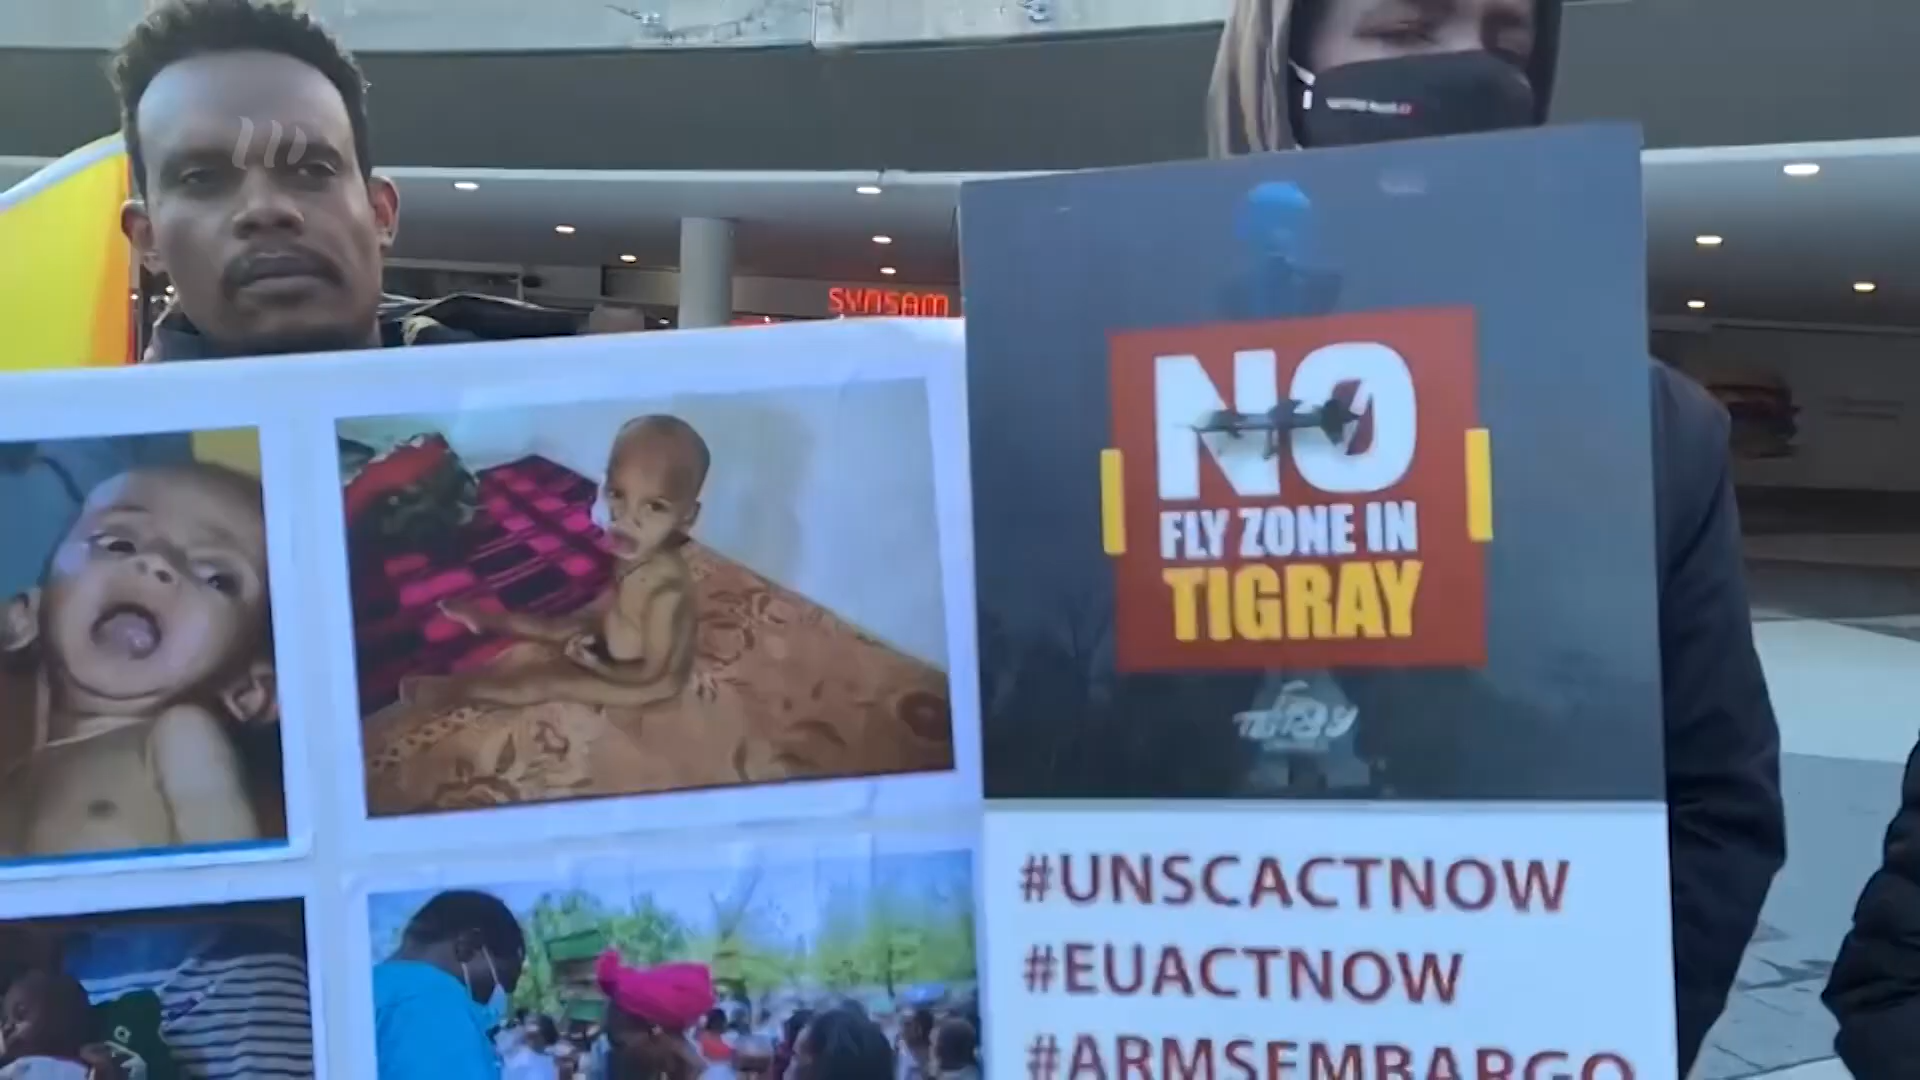 SYNSAM
NO
FLY ZONE IN
TIGRAY
#UNSCACTNOW
#EUACTNOW
#ARMSEMBARGO